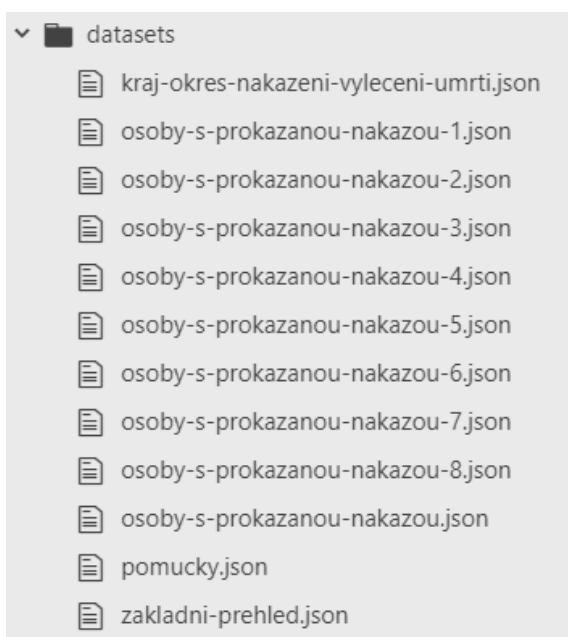 datasets
kraj-okres-nakazeni-vyleceni-umrti.json
osoby-s-prokazanou-nakazou-1.json
osoby-s-prokazanou-nakazou-2.json
osoby-s-prokazanou-nakazou-3.json
osoby-s-prokazanou-nakazou-4.json
osoby-s-prokazanou-nakazou-5.json
osoby-s-prokazanou-nakazou-6.json
osoby-s-prokazanou-nakazou-7.json
osoby-s-prokazanou-nakazou-8.json
osoby-s-prokazanou-nakazou.json
pomucky.json
zakladni-prehled.json